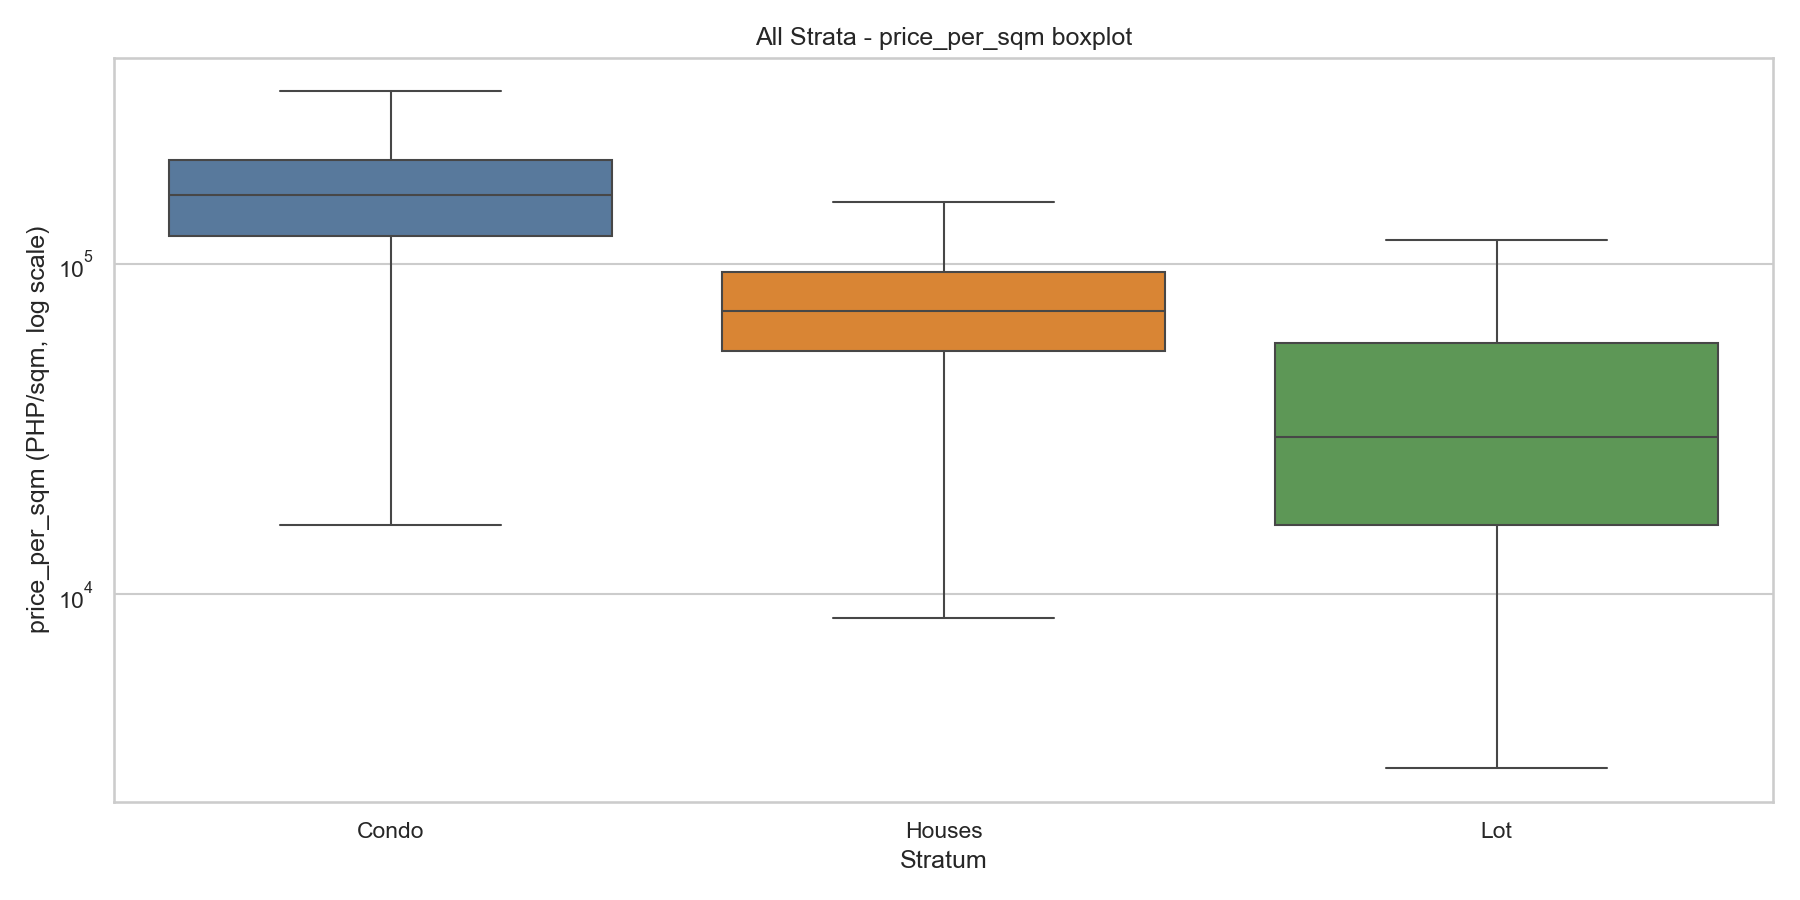 All Strata - price_per_sqm boxplot
price_per_sqm (PHP/sqm, log scale)
10^5
10^4
Condo
Houses
Lot
Stratum